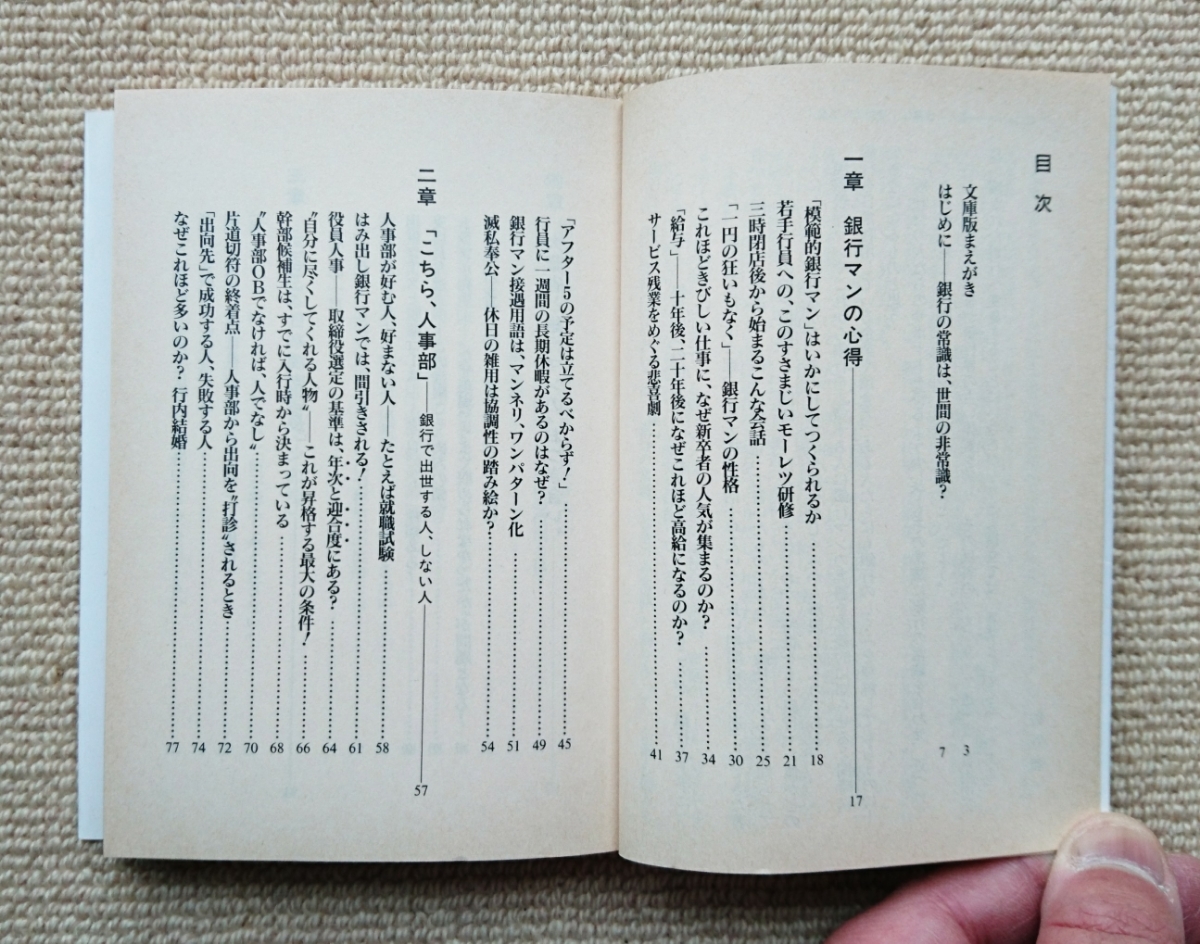 目次
文庫版まえがき 3
はじめに――銀行の常識は、世間の非常識? 7
一章 銀行マンの心得 17
「模範的銀行マン」はいかにしてつくられるか 18
若手行員への、このすさまじいモーレツ研修 21
三時閉店後から始まるこんな会話 25
「一円の狂いもなく」――銀行マンの性格 30
これほどきびしい仕事に、なぜ新卒者の人気が集まるのか? 34
「給与」――十年後、二十年後になぜこれほど高給になるのか? 37
サービス残業をめぐる悲喜劇 41
「アフター5の予定は立てるべからず!」 45
行員に一週間の長期休暇があるのはなぜ? 49
銀行マン接遇用語は、マンネリ、ワンパターン化 51
滅私奉公――休日の雑用は協調性の踏み絵か? 54
二章 「こちら、人事部」――銀行で出世する人、しない人 57
人事部が好む人、好まない人――たとえば就職試験 58
はみ出し銀行マンでは、間引きされる! 61
役員人事――取締役選定の基準は、年次と迎合度にある? 64
〝自分に尽くしてくれる人物〟――これが昇格する最大の条件! 66
幹部候補生は、すでに入行時から決まっている 68
〝人事部OBでなければ、人でなし〟 70
片道切符の終着点――人事部から出向を〝打診〟されるとき 72
「出向先」で成功する人、失敗する人 74
なぜこれほど多いのか? 行内結婚 77